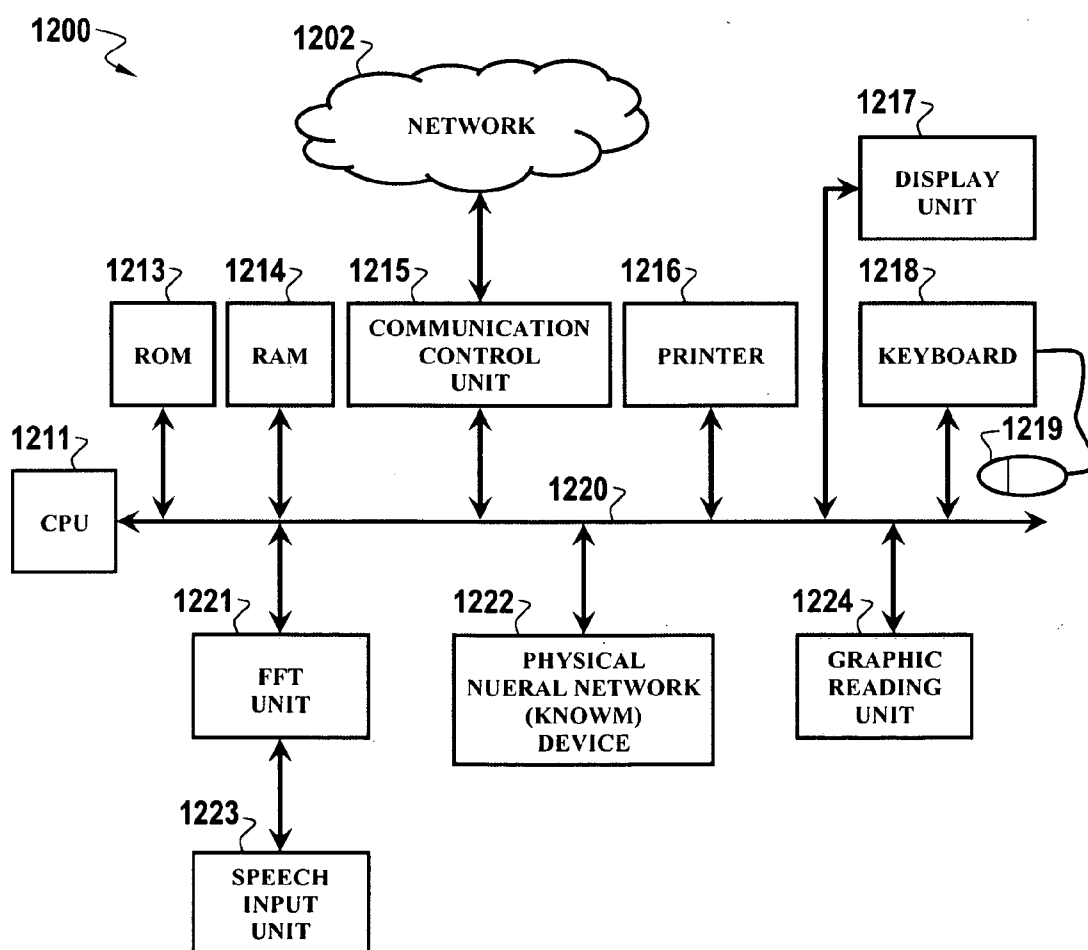 1200
1202
NETWORK
1217
DISPLAY
UNIT
1213
ROM
1214
RAM
1215
COMMUNICATION
CONTROL
UNIT
1216
PRINTER
1218
KEYBOARD
1219
1211
CPU
1220
1221
FFT
UNIT
1222
PHYSICAL
NUERAL NETWORK
(KNOWM)
DEVICE
1224
GRAPHIC
READING
UNIT
1223
SPEECH
INPUT
UNIT